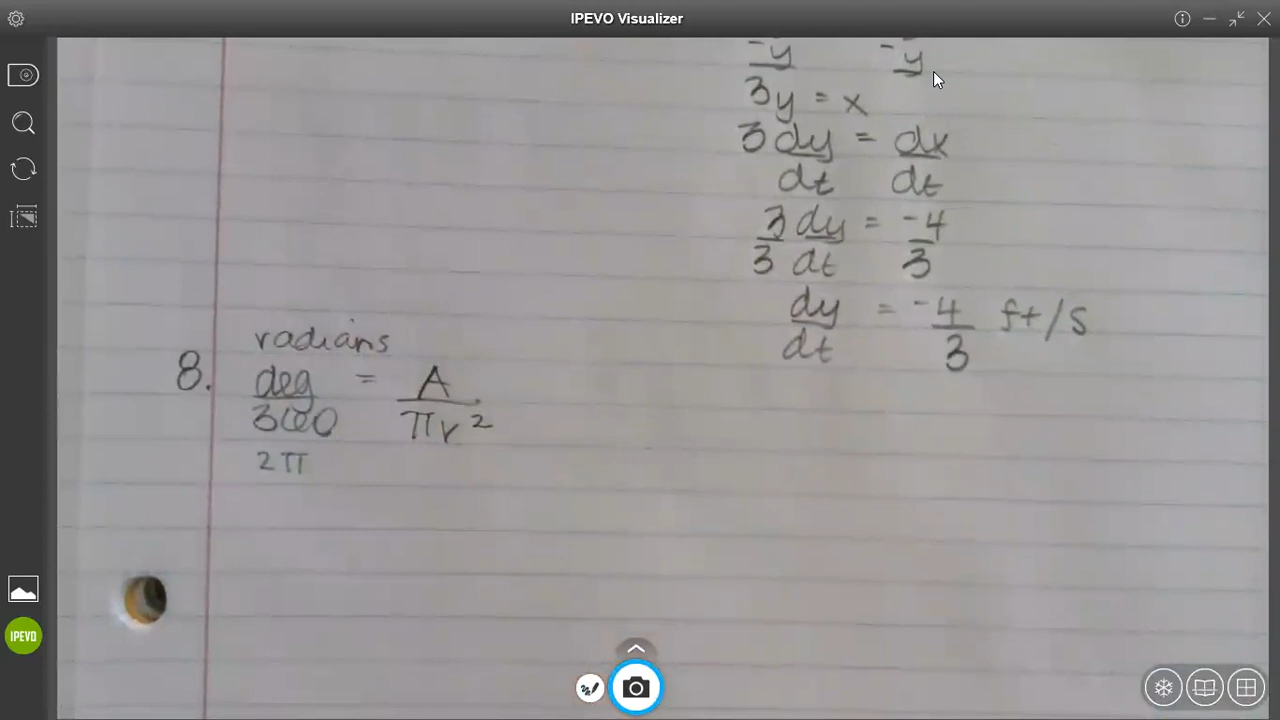 IPEVO Visualizer
-y -y
3y = x
3 dy = dx
dt dt
3 dy = -4
3 dt 3
dy = -4 ft/s
dt 3
radians
8. deg = A
360 πr²
2π
IPEVO